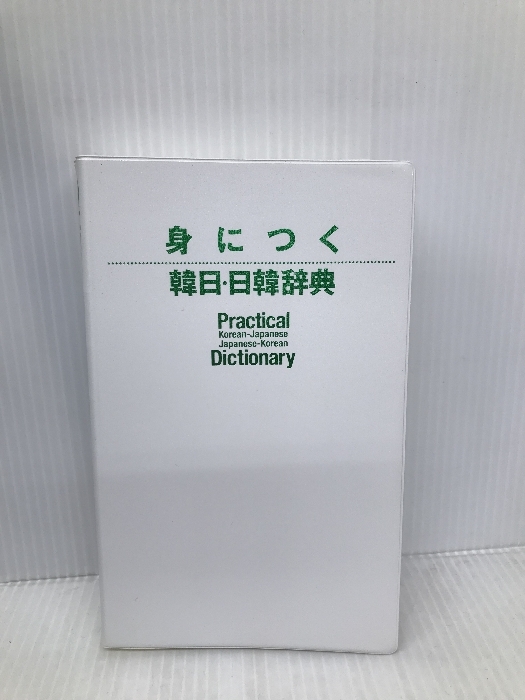 身につく
韓日・日韓辞典
Practical
Korean-Japanese
Japanese-Korean
Dictionary